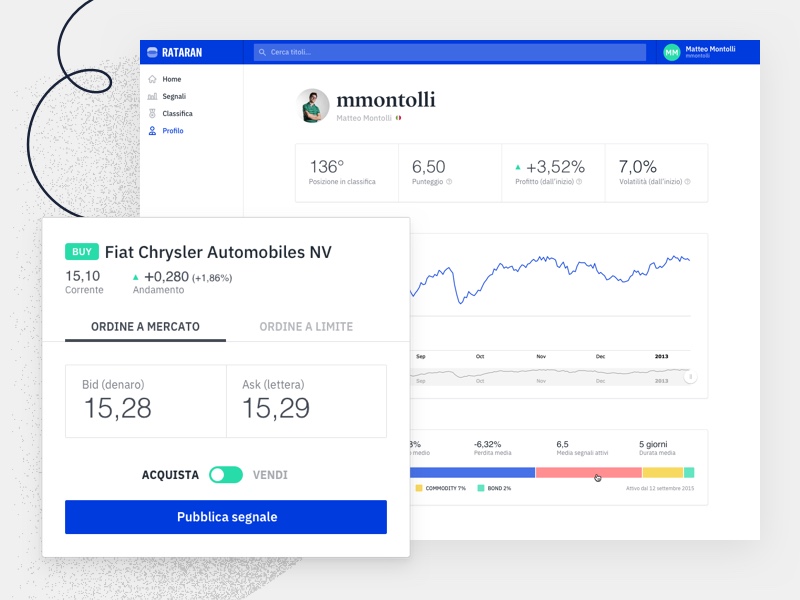 RATARAN
Cerca titoli...
MM
Matteo Montolli
mmontolli
Home
Segnali
Classifica
Profilo
mmontolli
Matteo Montolli
136°
Posizione in classifica
6,50
Punteggio
+3,52%
Profitto (dall'inizio)
7,0%
Volatilità (dall'inizio)
BUY Fiat Chrysler Automobiles NV
15,10
Corrente
+0,280 (+1,86%)
Andamento
ORDINE A MERCATO
ORDINE A LIMITE
Bid (denaro)
15,28
Ask (lettera)
15,29
ACQUISTA
VENDI
Pubblica segnale
Sep Oct Nov Dec 2013
Sep Oct Nov Dec 2013
%
medio
-6,32%
Perdita media
6,5
Media segnali attivi
5 giorni
Durata media
COMMODITY 7%
BOND 2%
Attivo dal 12 settembre 2015